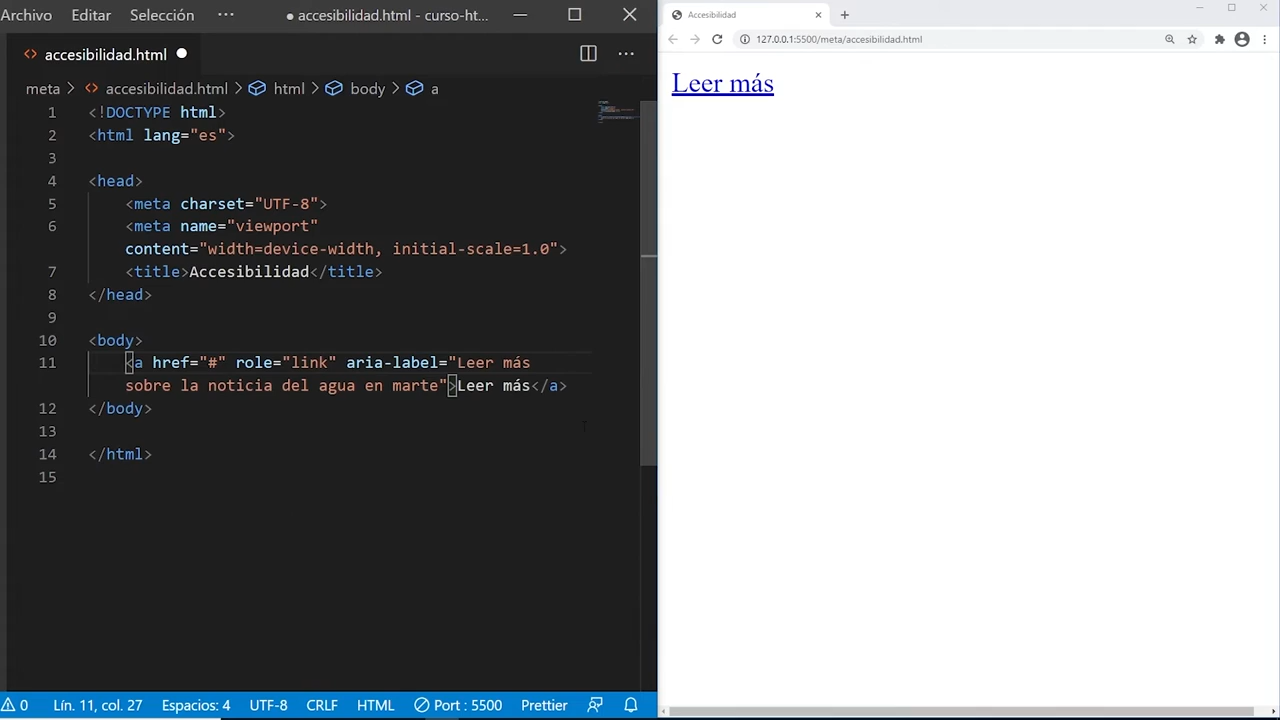 Archivo Editar Selección ··· ● accesibilidad.html - curso-ht...
<> accesibilidad.html ●
meta > <> accesibilidad.html > html > body > a
1 <!DOCTYPE html>
2 <html lang="es">
3
4 <head>
5 <meta charset="UTF-8">
6 <meta name="viewport"
content="width=device-width, initial-scale=1.0">
7 <title>Accesibilidad</title>
8 </head>
9
10 <body>
11 <a href="#" role="link" aria-label="Leer más
sobre la noticia del agua en marte">Leer más</a>
12 </body>
13
14 </html>
15
0 Lín. 11, col. 27 Espacios: 4 UTF-8 CRLF HTML Port : 5500 Prettier
Accesibilidad
127.0.0.1:5500/meta/accesibilidad.html
Leer más